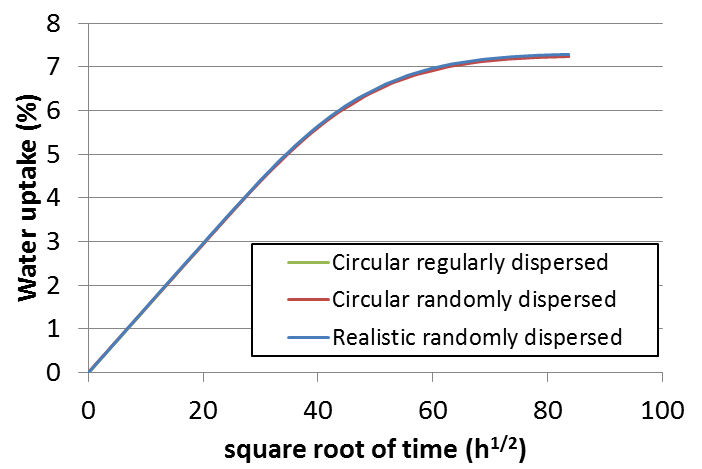 8
7
6
5
4
3
2
1
0
Water uptake (%)
Circular regularly dispersed
Circular randomly dispersed
Realistic randomly dispersed
0 20 40 60 80 100
square root of time (h^1/2)